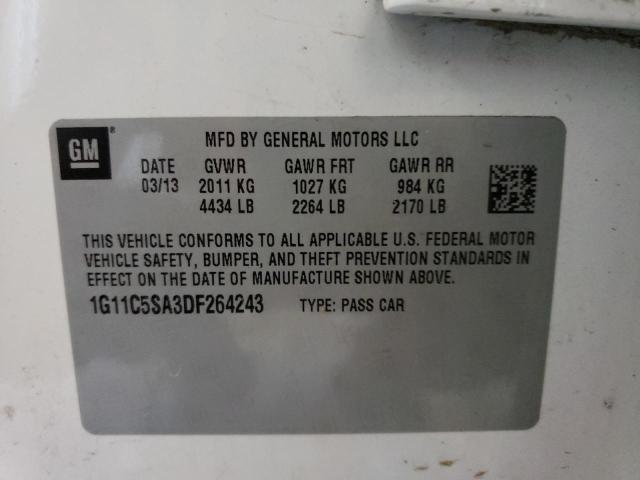 GM®
MFD BY GENERAL MOTORS LLC
DATE GVWR GAWR FRT GAWR RR
03/13 2011 KG 1027 KG 984 KG
4434 LB 2264 LB 2170 LB
THIS VEHICLE CONFORMS TO ALL APPLICABLE U.S. FEDERAL MOTOR
VEHICLE SAFETY, BUMPER, AND THEFT PREVENTION STANDARDS IN
EFFECT ON THE DATE OF MANUFACTURE SHOWN ABOVE.
1G11C5SA3DF264243 TYPE: PASS CAR